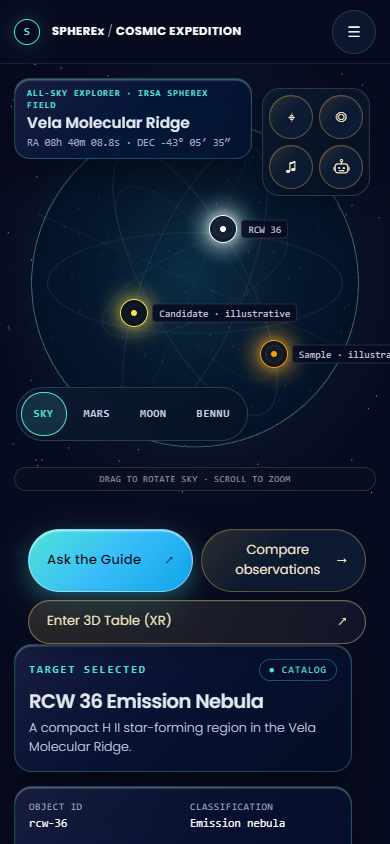 S SPHEREx / COSMIC EXPEDITION
ALL-SKY EXPLORER · IRSA SPHEREX
FIELD
Vela Molecular Ridge
RA 08h 40m 08.8s · DEC -43° 05′ 35″
RCW 36
Candidate · illustrative
Sample · illustra
SKY MARS MOON BENNU
DRAG TO ROTATE SKY · SCROLL TO ZOOM
Ask the Guide ↗
Compare
observations →
Enter 3D Table (XR) ↗
TARGET SELECTED
CATALOG
RCW 36 Emission Nebula
A compact H II star-forming region in the Vela
Molecular Ridge.
OBJECT ID CLASSIFICATION
rcw-36 Emission nebula